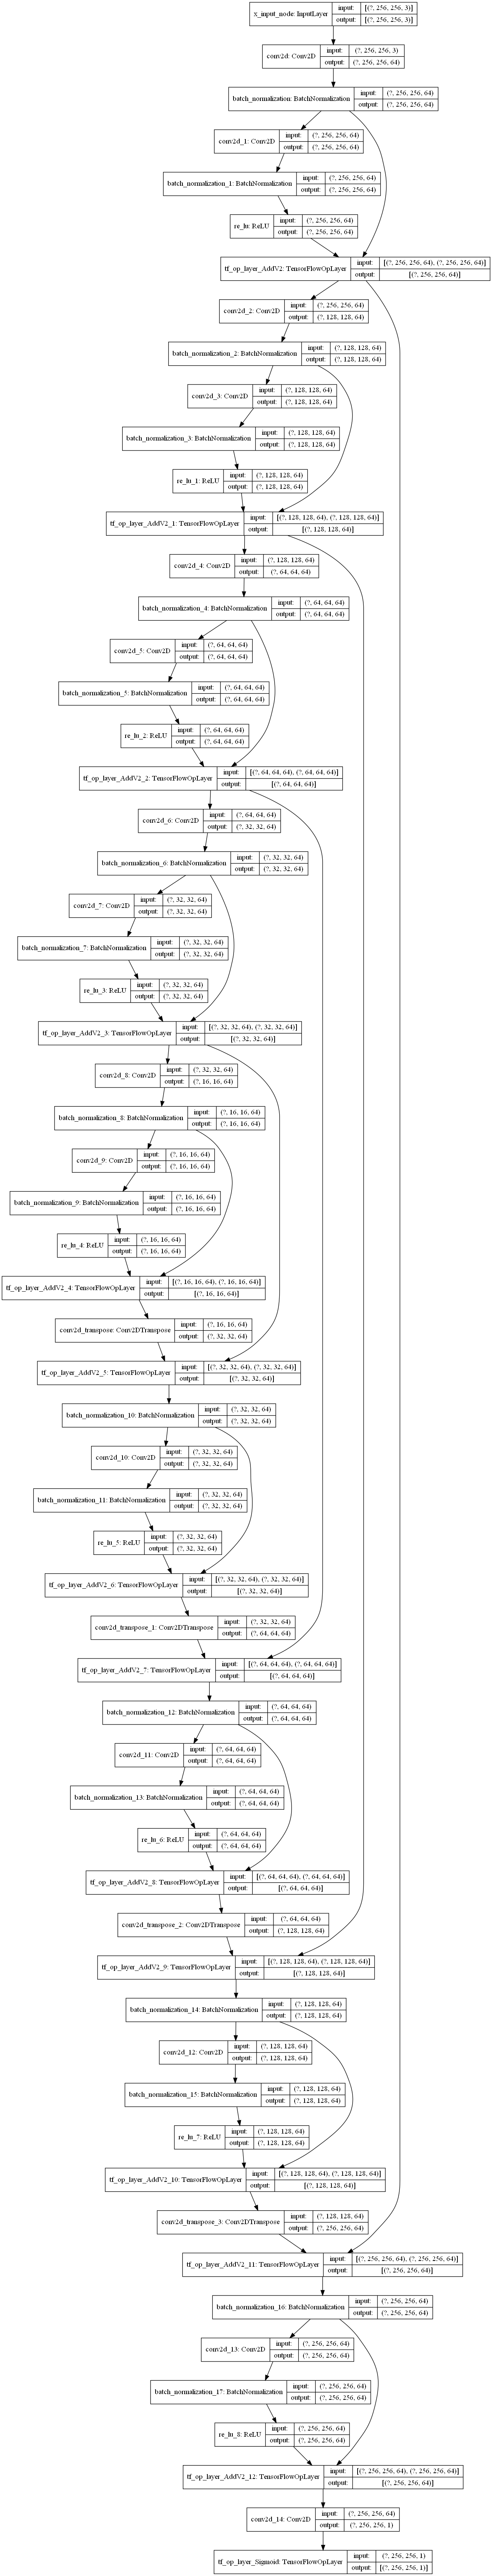 x_input_node: InputLayer
input: [(?, 256, 256, 3)]
output: [(?, 256, 256, 3)]
conv2d: Conv2D
input: (?, 256, 256, 3)
output: (?, 256, 256, 64)
batch_normalization: BatchNormalization
input: (?, 256, 256, 64)
output: (?, 256, 256, 64)
conv2d_1: Conv2D
input: (?, 256, 256, 64)
output: (?, 256, 256, 64)
batch_normalization_1: BatchNormalization
input: (?, 256, 256, 64)
output: (?, 256, 256, 64)
re_lu: ReLU
input: (?, 256, 256, 64)
output: (?, 256, 256, 64)
tf_op_layer_AddV2: TensorFlowOpLayer
input: [(?, 256, 256, 64), (?, 256, 256, 64)]
output: [(?, 256, 256, 64)]
conv2d_2: Conv2D
input: (?, 256, 256, 64)
output: (?, 128, 128, 64)
batch_normalization_2: BatchNormalization
input: (?, 128, 128, 64)
output: (?, 128, 128, 64)
conv2d_3: Conv2D
input: (?, 128, 128, 64)
output: (?, 128, 128, 64)
batch_normalization_3: BatchNormalization
input: (?, 128, 128, 64)
output: (?, 128, 128, 64)
re_lu_1: ReLU
input: (?, 128, 128, 64)
output: (?, 128, 128, 64)
tf_op_layer_AddV2_1: TensorFlowOpLayer
input: [(?, 128, 128, 64), (?, 128, 128, 64)]
output: [(?, 128, 128, 64)]
conv2d_4: Conv2D
input: (?, 128, 128, 64)
output: (?, 64, 64, 64)
batch_normalization_4: BatchNormalization
input: (?, 64, 64, 64)
output: (?, 64, 64, 64)
conv2d_5: Conv2D
input: (?, 64, 64, 64)
output: (?, 64, 64, 64)
batch_normalization_5: BatchNormalization
input: (?, 64, 64, 64)
output: (?, 64, 64, 64)
re_lu_2: ReLU
input: (?, 64, 64, 64)
output: (?, 64, 64, 64)
tf_op_layer_AddV2_2: TensorFlowOpLayer
input: [(?, 64, 64, 64), (?, 64, 64, 64)]
output: [(?, 64, 64, 64)]
conv2d_6: Conv2D
input: (?, 64, 64, 64)
output: (?, 32, 32, 64)
batch_normalization_6: BatchNormalization
input: (?, 32, 32, 64)
output: (?, 32, 32, 64)
conv2d_7: Conv2D
input: (?, 32, 32, 64)
output: (?, 32, 32, 64)
batch_normalization_7: BatchNormalization
input: (?, 32, 32, 64)
output: (?, 32, 32, 64)
re_lu_3: ReLU
input: (?, 32, 32, 64)
output: (?, 32, 32, 64)
tf_op_layer_AddV2_3: TensorFlowOpLayer
input: [(?, 32, 32, 64), (?, 32, 32, 64)]
output: [(?, 32, 32, 64)]
conv2d_8: Conv2D
input: (?, 32, 32, 64)
output: (?, 16, 16, 64)
batch_normalization_8: BatchNormalization
input: (?, 16, 16, 64)
output: (?, 16, 16, 64)
conv2d_9: Conv2D
input: (?, 16, 16, 64)
output: (?, 16, 16, 64)
batch_normalization_9: BatchNormalization
input: (?, 16, 16, 64)
output: (?, 16, 16, 64)
re_lu_4: ReLU
input: (?, 16, 16, 64)
output: (?, 16, 16, 64)
tf_op_layer_AddV2_4: TensorFlowOpLayer
input: [(?, 16, 16, 64), (?, 16, 16, 64)]
output: [(?, 16, 16, 64)]
conv2d_transpose: Conv2DTranspose
input: (?, 16, 16, 64)
output: (?, 32, 32, 64)
tf_op_layer_AddV2_5: TensorFlowOpLayer
input: [(?, 32, 32, 64), (?, 32, 32, 64)]
output: [(?, 32, 32, 64)]
batch_normalization_10: BatchNormalization
input: (?, 32, 32, 64)
output: (?, 32, 32, 64)
conv2d_10: Conv2D
input: (?, 32, 32, 64)
output: (?, 32, 32, 64)
batch_normalization_11: BatchNormalization
input: (?, 32, 32, 64)
output: (?, 32, 32, 64)
re_lu_5: ReLU
input: (?, 32, 32, 64)
output: (?, 32, 32, 64)
tf_op_layer_AddV2_6: TensorFlowOpLayer
input: [(?, 32, 32, 64), (?, 32, 32, 64)]
output: [(?, 32, 32, 64)]
conv2d_transpose_1: Conv2DTranspose
input: (?, 32, 32, 64)
output: (?, 64, 64, 64)
tf_op_layer_AddV2_7: TensorFlowOpLayer
input: [(?, 64, 64, 64), (?, 64, 64, 64)]
output: [(?, 64, 64, 64)]
batch_normalization_12: BatchNormalization
input: (?, 64, 64, 64)
output: (?, 64, 64, 64)
conv2d_11: Conv2D
input: (?, 64, 64, 64)
output: (?, 64, 64, 64)
batch_normalization_13: BatchNormalization
input: (?, 64, 64, 64)
output: (?, 64, 64, 64)
re_lu_6: ReLU
input: (?, 64, 64, 64)
output: (?, 64, 64, 64)
tf_op_layer_AddV2_8: TensorFlowOpLayer
input: [(?, 64, 64, 64), (?, 64, 64, 64)]
output: [(?, 64, 64, 64)]
conv2d_transpose_2: Conv2DTranspose
input: (?, 64, 64, 64)
output: (?, 128, 128, 64)
tf_op_layer_AddV2_9: TensorFlowOpLayer
input: [(?, 128, 128, 64), (?, 128, 128, 64)]
output: [(?, 128, 128, 64)]
batch_normalization_14: BatchNormalization
input: (?, 128, 128, 64)
output: (?, 128, 128, 64)
conv2d_12: Conv2D
input: (?, 128, 128, 64)
output: (?, 128, 128, 64)
batch_normalization_15: BatchNormalization
input: (?, 128, 128, 64)
output: (?, 128, 128, 64)
re_lu_7: ReLU
input: (?, 128, 128, 64)
output: (?, 128, 128, 64)
tf_op_layer_AddV2_10: TensorFlowOpLayer
input: [(?, 128, 128, 64), (?, 128, 128, 64)]
output: [(?, 128, 128, 64)]
conv2d_transpose_3: Conv2DTranspose
input: (?, 128, 128, 64)
output: (?, 256, 256, 64)
tf_op_layer_AddV2_11: TensorFlowOpLayer
input: [(?, 256, 256, 64), (?, 256, 256, 64)]
output: [(?, 256, 256, 64)]
batch_normalization_16: BatchNormalization
input: (?, 256, 256, 64)
output: (?, 256, 256, 64)
conv2d_13: Conv2D
input: (?, 256, 256, 64)
output: (?, 256, 256, 64)
batch_normalization_17: BatchNormalization
input: (?, 256, 256, 64)
output: (?, 256, 256, 64)
re_lu_8: ReLU
input: (?, 256, 256, 64)
output: (?, 256, 256, 64)
tf_op_layer_AddV2_12: TensorFlowOpLayer
input: [(?, 256, 256, 64), (?, 256, 256, 64)]
output: [(?, 256, 256, 64)]
conv2d_14: Conv2D
input: (?, 256, 256, 64)
output: (?, 256, 256, 1)
tf_op_layer_Sigmoid: TensorFlowOpLayer
input: (?, 256, 256, 1)
output: [(?, 256, 256, 1)]